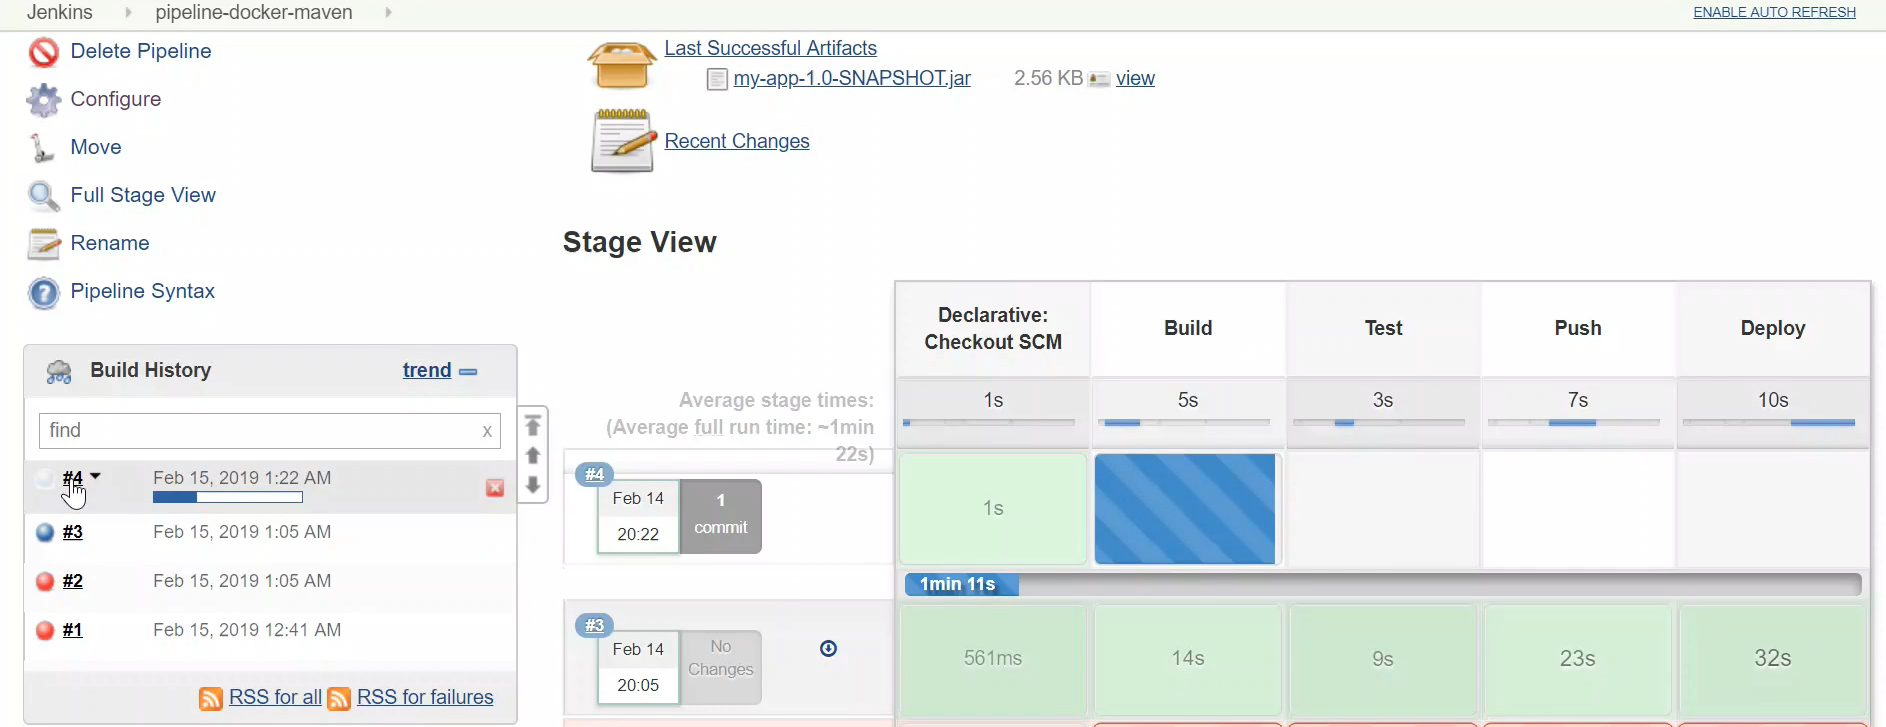 Jenkins pipeline-docker-maven ENABLE AUTO REFRESH
Delete Pipeline
Configure
Move
Full Stage View
Rename
Pipeline Syntax
Build History trend
find x
#4 Feb 15, 2019 1:22 AM
#3 Feb 15, 2019 1:05 AM
#2 Feb 15, 2019 1:05 AM
#1 Feb 15, 2019 12:41 AM
RSS for all RSS for failures
Last Successful Artifacts
my-app-1.0-SNAPSHOT.jar 2.56 KB view
Recent Changes
Stage View
Declarative:
Checkout SCM
Build
Test
Push
Deploy
Average stage times:
(Average full run time: ~1min
22s)
1s 5s 3s 7s 10s
#4
Feb 14
20:22
1
commit
1s
1min 11s
#3
Feb 14
20:05
No
Changes
561ms 14s 9s 23s 32s